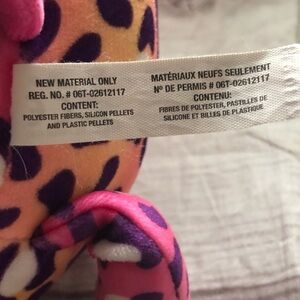 NEW MATERIAL ONLY
REG. NO. # 06T-02612117
CONTENT:
POLYESTER FIBERS, SILICON PELLETS
AND PLASTIC PELLETS
MATÉRIAUX NEUFS SEULEMENT
Nº DE PERMIS # 06T-02612117
CONTENU:
FIBRES DE POLYESTER, PASTILLES DE
SILICONE ET BILLES DE PLASTIQUE